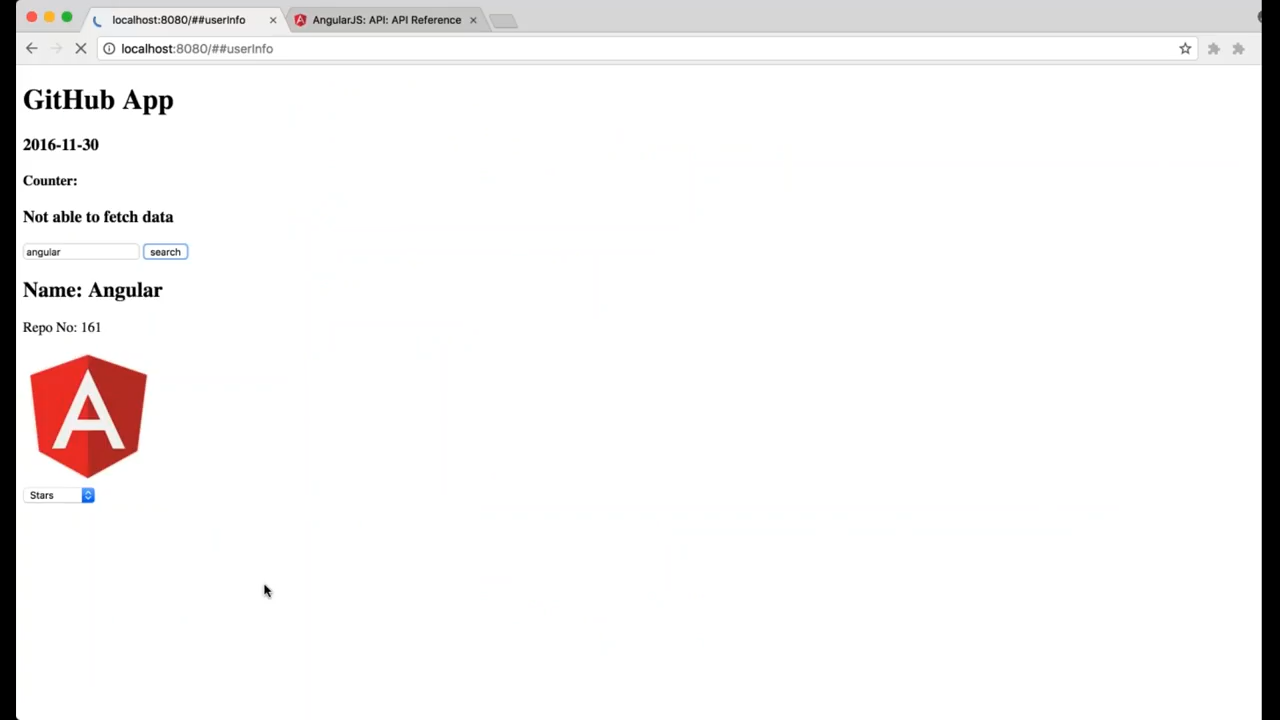 localhost:8080/##userInfo
AngularJS: API: API Reference
localhost:8080/##userInfo
GitHub App
2016-11-30
Counter:
Not able to fetch data
angular search
Name: Angular
Repo No: 161
A
Stars